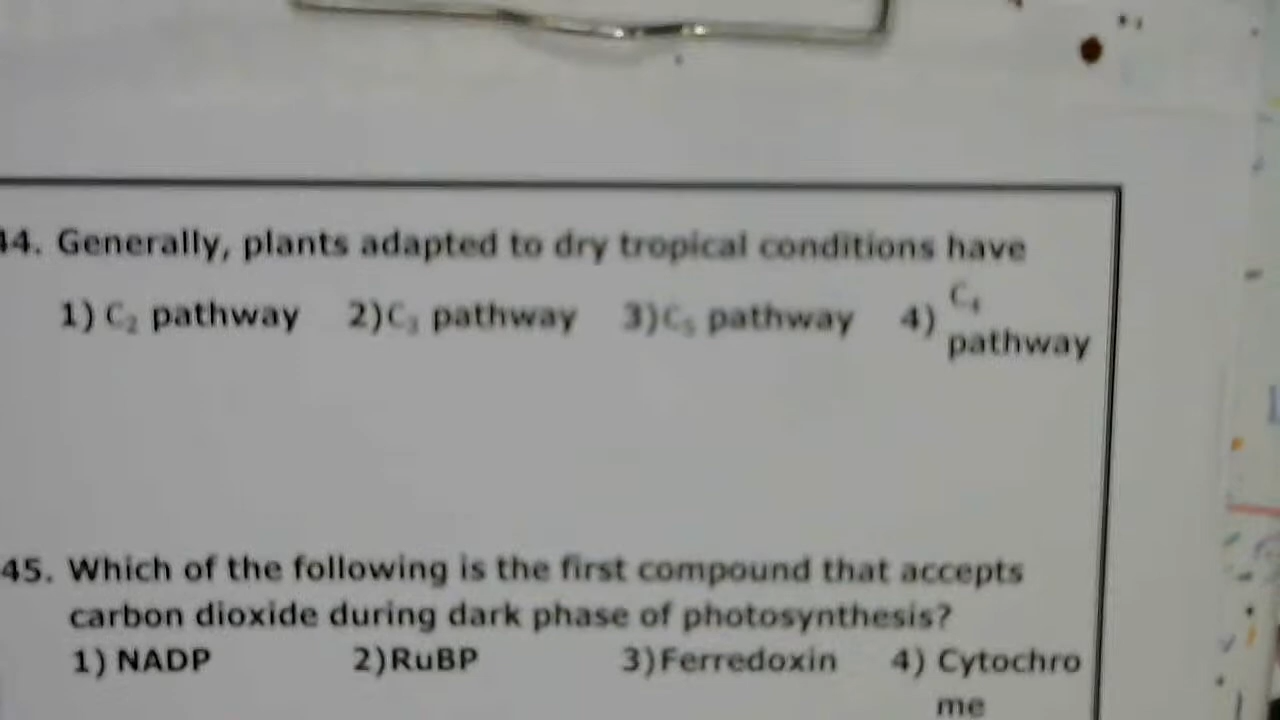 44. Generally, plants adapted to dry tropical conditions have
1) C₂ pathway 2)C₃ pathway 3)C₅ pathway 4) C₄
pathway
45. Which of the following is the first compound that accepts
carbon dioxide during dark phase of photosynthesis?
1) NADP 2)RuBP 3)Ferredoxin 4) Cytochro
me